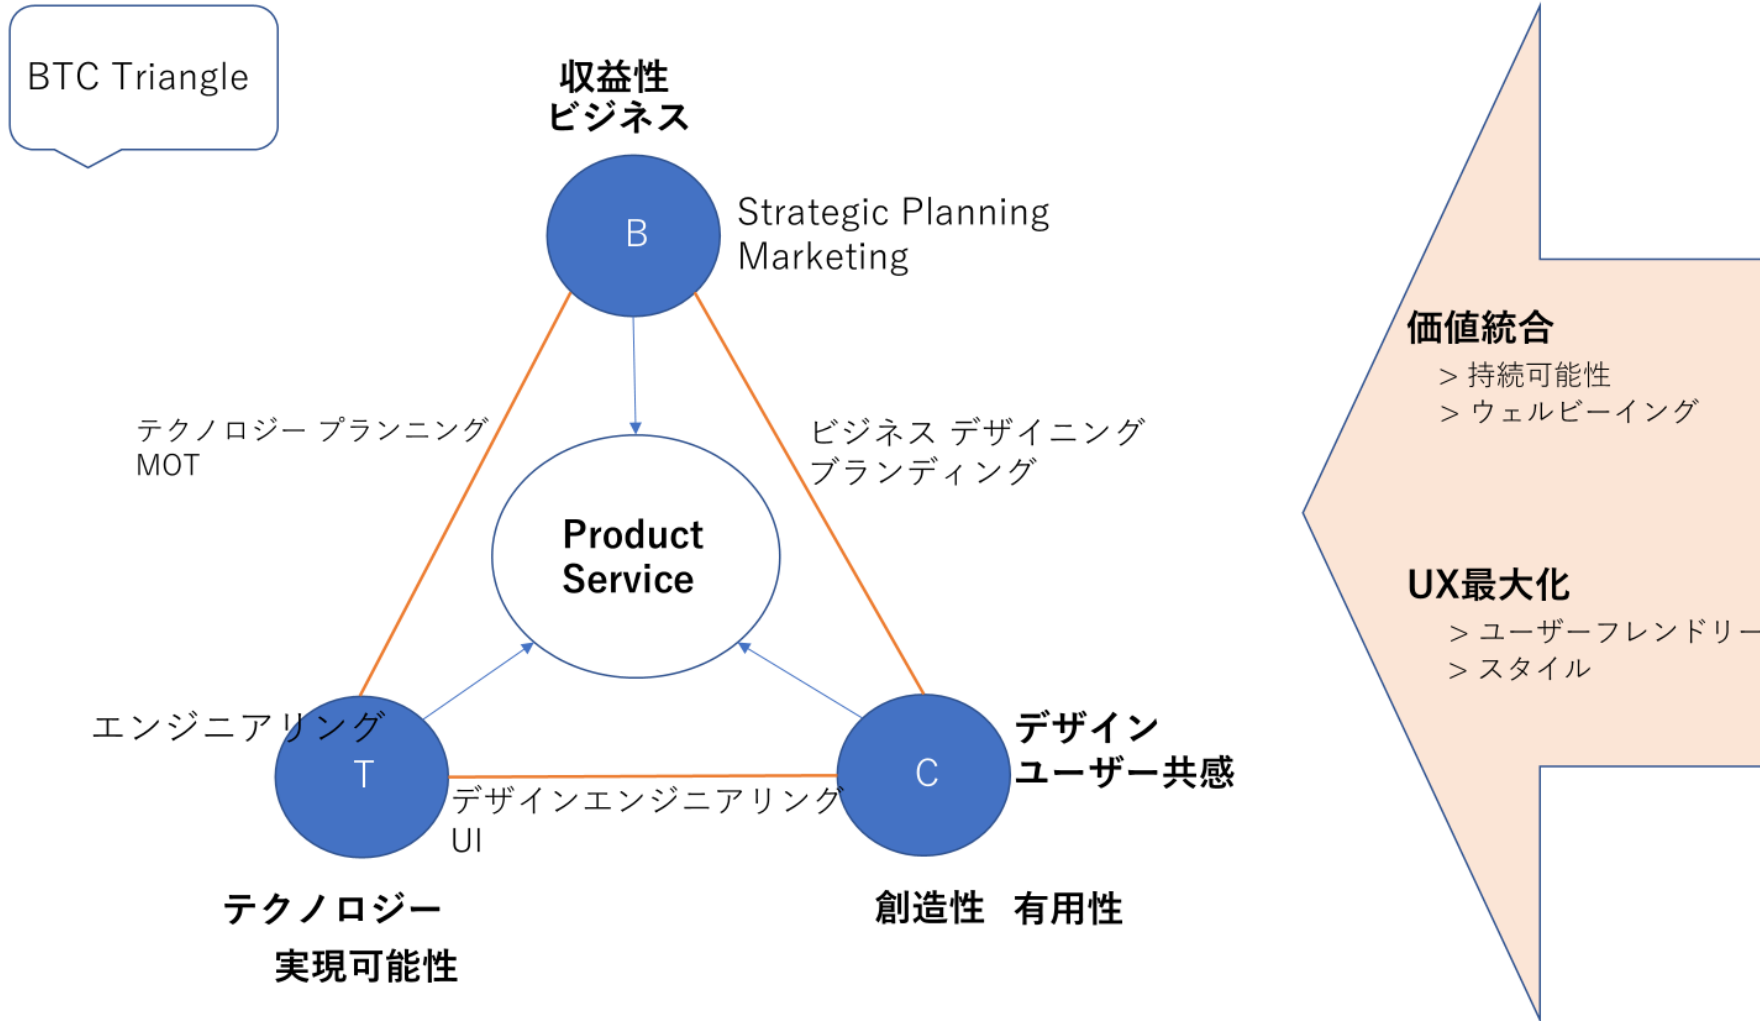 BTC Triangle
収益性
ビジネス
B
Strategic Planning
Marketing
テクノロジー プランニング
MOT
ビジネス デザイニング
ブランディング
Product
Service
エンジニアリング
T
デザインエンジニアリング
UI
C
デザイン
ユーザー共感
テクノロジー
実現可能性
創造性 有用性
価値統合
> 持続可能性
> ウェルビーイング
UX最大化
> ユーザーフレンドリー
> スタイル